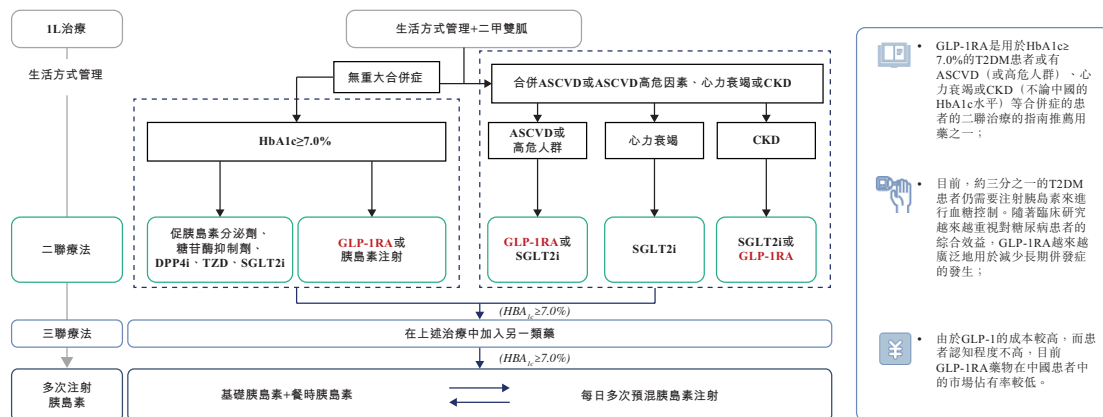 1L治療
生活方式管理+二甲雙胍
生活方式管理
無重大合併症
合併ASCVD或ASCVD高危因素、心力衰竭或CKD
HbA1c≥7.0%
ASCVD或
高危人群
心力衰竭
CKD
二聯療法
促胰島素分泌劑、
糖苷酶抑制劑、
DPP4i、TZD、SGLT2i
GLP-1RA或
胰島素注射
GLP-1RA或
SGLT2i
SGLT2i
SGLT2i或
GLP-1RA
(HBA1c≥7.0%)
三聯療法
在上述治療中加入另一類藥
(HBA1c≥7.0%)
多次注射
胰島素
基礎胰島素+餐時胰島素
每日多次預混胰島素注射
• GLP-1RA是用於HbA1c≥
7.0%的T2DM患者或有
ASCVD（或高危人群）、心
力衰竭或CKD（不論中國的
HbA1c水平）等合併症的患
者的二聯治療的指南推薦用
藥之一；
• 目前，約三分之一的T2DM
患者仍需要注射胰島素來進
行血糖控制。隨著臨床研究
越來越重視對糖尿病患者的
綜合效益，GLP-1RA越來越
廣泛地用於減少長期併發症
的發生；
¥
• 由於GLP-1的成本較高，而患
者認知程度不高，目前
GLP-1RA藥物在中國患者中
的市場佔有率較低。